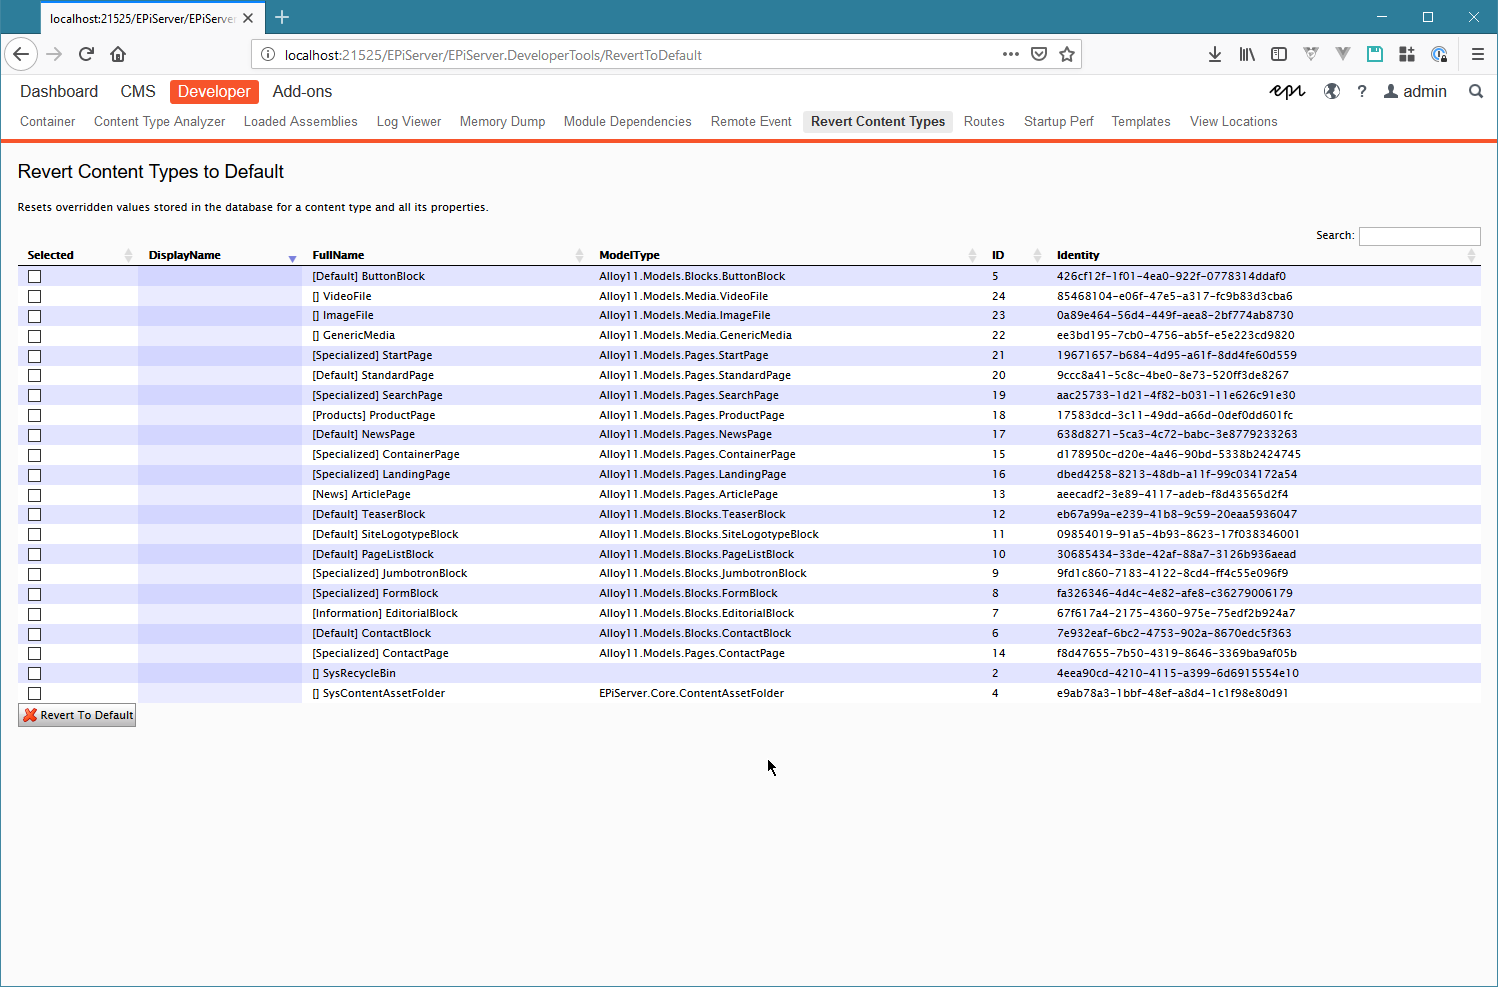 localhost:21525/EPiServer/EPiServe
localhost:21525/EPiServer/EPiServer.DeveloperTools/RevertToDefault
Dashboard CMS Developer Add-ons epi ? admin
Container Content Type Analyzer Loaded Assemblies Log Viewer Memory Dump Module Dependencies Remote Event Revert Content Types Routes Startup Perf Templates View Locations
Revert Content Types to Default
Resets overridden values stored in the database for a content type and all its properties.
Search:
Selected DisplayName FullName ModelType ID Identity
[Default] ButtonBlock Alloy11.Models.Blocks.ButtonBlock 5 426cf12f-1f01-4ea0-922f-0778314ddaf0
[] VideoFile Alloy11.Models.Media.VideoFile 24 85468104-e06f-47e5-a317-fc9b83d3cba6
[] ImageFile Alloy11.Models.Media.ImageFile 23 0a89e464-56d4-449f-aea8-2bf774ab8730
[] GenericMedia Alloy11.Models.Media.GenericMedia 22 ee3bd195-7cb0-4756-ab5f-e5e223cd9820
[Specialized] StartPage Alloy11.Models.Pages.StartPage 21 19671657-b684-4d95-a61f-8dd4fe60d559
[Default] StandardPage Alloy11.Models.Pages.StandardPage 20 9ccc8a41-5c8c-4be0-8e73-520ff3de8267
[Specialized] SearchPage Alloy11.Models.Pages.SearchPage 19 aac25733-1d21-4f82-b031-11e626c91e30
[Products] ProductPage Alloy11.Models.Pages.ProductPage 18 17583dcd-3c11-49dd-a66d-0def0dd601fc
[Default] NewsPage Alloy11.Models.Pages.NewsPage 17 638d8271-5ca3-4c72-babc-3e8779233263
[Specialized] ContainerPage Alloy11.Models.Pages.ContainerPage 15 d178950c-d20e-4a46-90bd-5338b2424745
[Specialized] LandingPage Alloy11.Models.Pages.LandingPage 16 dbed4258-8213-48db-a11f-99c034172a54
[News] ArticlePage Alloy11.Models.Pages.ArticlePage 13 aeecadf2-3e89-4117-adeb-f8d43565d2f4
[Default] TeaserBlock Alloy11.Models.Blocks.TeaserBlock 12 eb67a99a-e239-41b8-9c59-20eaa5936047
[Default] SiteLogotypeBlock Alloy11.Models.Blocks.SiteLogotypeBlock 11 09854019-91a5-4b93-8623-17f038346001
[Default] PageListBlock Alloy11.Models.Blocks.PageListBlock 10 30685434-33de-42af-88a7-3126b936aead
[Specialized] JumbotronBlock Alloy11.Models.Blocks.JumbotronBlock 9 9fd1c860-7183-4122-8cd4-ff4c55e096f9
[Specialized] FormBlock Alloy11.Models.Blocks.FormBlock 8 fa326346-4d4c-4e82-afe8-c36279006179
[Information] EditorialBlock Alloy11.Models.Blocks.EditorialBlock 7 67f617a4-2175-4360-975e-75edf2b924a7
[Default] ContactBlock Alloy11.Models.Blocks.ContactBlock 6 7e932eaf-6bc2-4753-902a-8670edc5f363
[Specialized] ContactPage Alloy11.Models.Pages.ContactPage 14 f8d47655-7b50-4319-8646-3369ba9af05b
[] SysRecycleBin 2 4eea90cd-4210-4115-a399-6d6915554e10
[] SysContentAssetFolder EPiServer.Core.ContentAssetFolder 4 e9ab78a3-1bbf-48ef-a8d4-1c1f98e80d91
Revert To Default